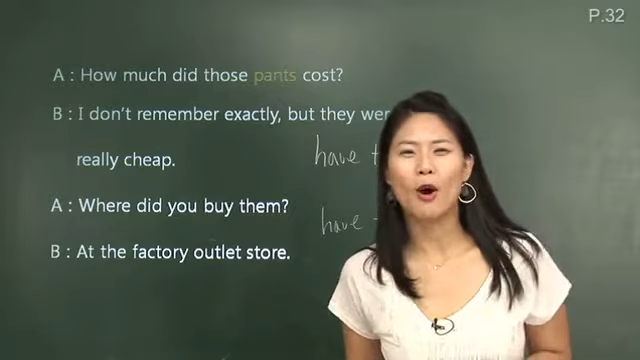 P.32
A : How much did those pants cost?
B : I don't remember exactly, but they wer
really cheap.
have t
A : Where did you buy them?
have
B : At the factory outlet store.